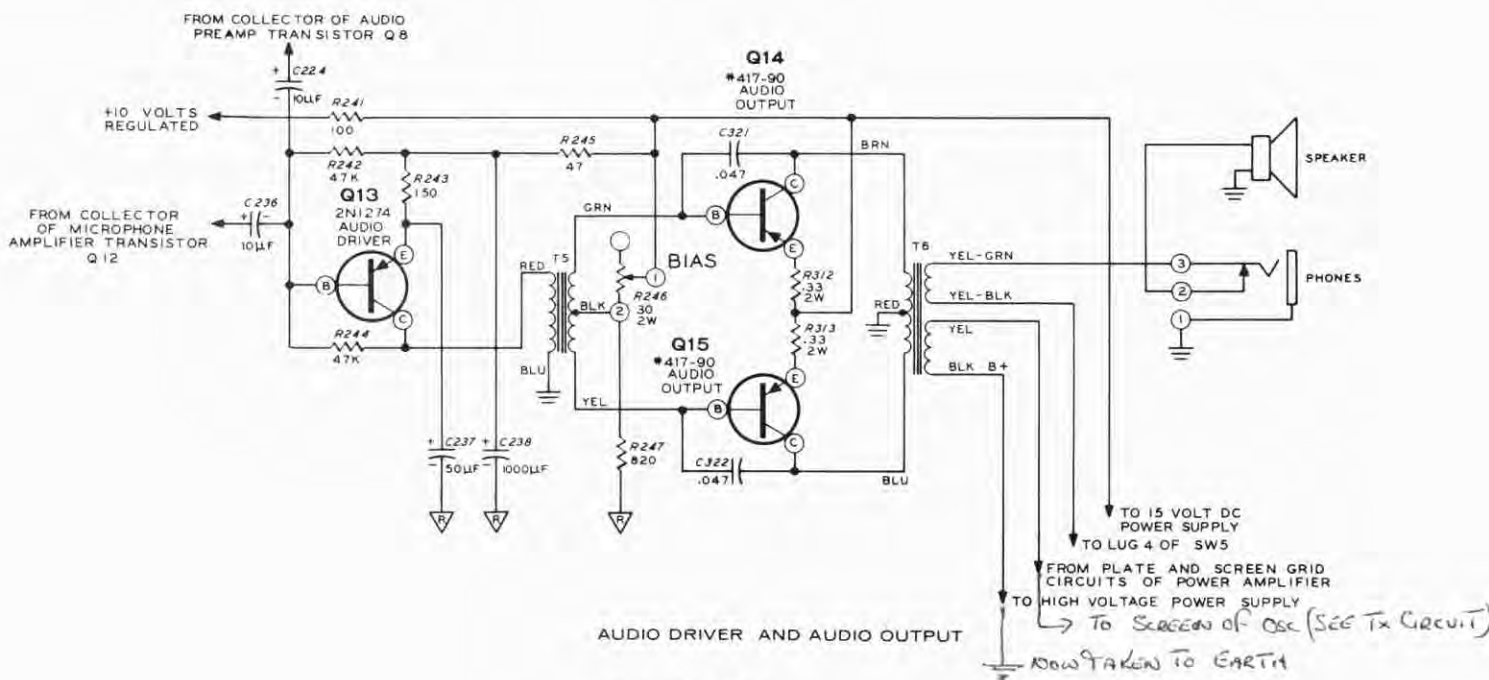 FROM COLLECTOR OF AUDIO
PREAMP TRANSISTOR Q8
+ C224
-
10µF
+10 VOLTS
REGULATED
R241
100
R242
47K
R243
150
R245
47
C236
+ -
10µF
FROM COLLECTOR
OF MICROPHONE
AMPLIFIER TRANSISTOR
Q12
Q13
2N1274
AUDIO
DRIVER
B
E
C
R244
47K
RED
T5
BLU
GRN
BLK
YEL
BIAS
1
R246
30
2W
2
R247
820
+ C237
- 50µF
+ C238
- 1000µF
R
R
R
Q14
#417-90
AUDIO
OUTPUT
C321
.047
B
C
E
BRN
R312
.33
2W
R313
.33
2W
Q15
#417-90
AUDIO
OUTPUT
B
E
C
C322
.047
BLU
RED
T6
YEL-GRN
YEL-BLK
YEL
BLK B+
3
2
1
SPEAKER
PHONES
TO 15 VOLT DC
POWER SUPPLY
TO LUG 4 OF SW5
FROM PLATE AND SCREEN GRID
CIRCUITS OF POWER AMPLIFIER
TO HIGH VOLTAGE POWER SUPPLY
TO SCREEN OF OSC (SEE TX CIRCUIT)
NOW TAKEN TO EARTH
AUDIO DRIVER AND AUDIO OUTPUT